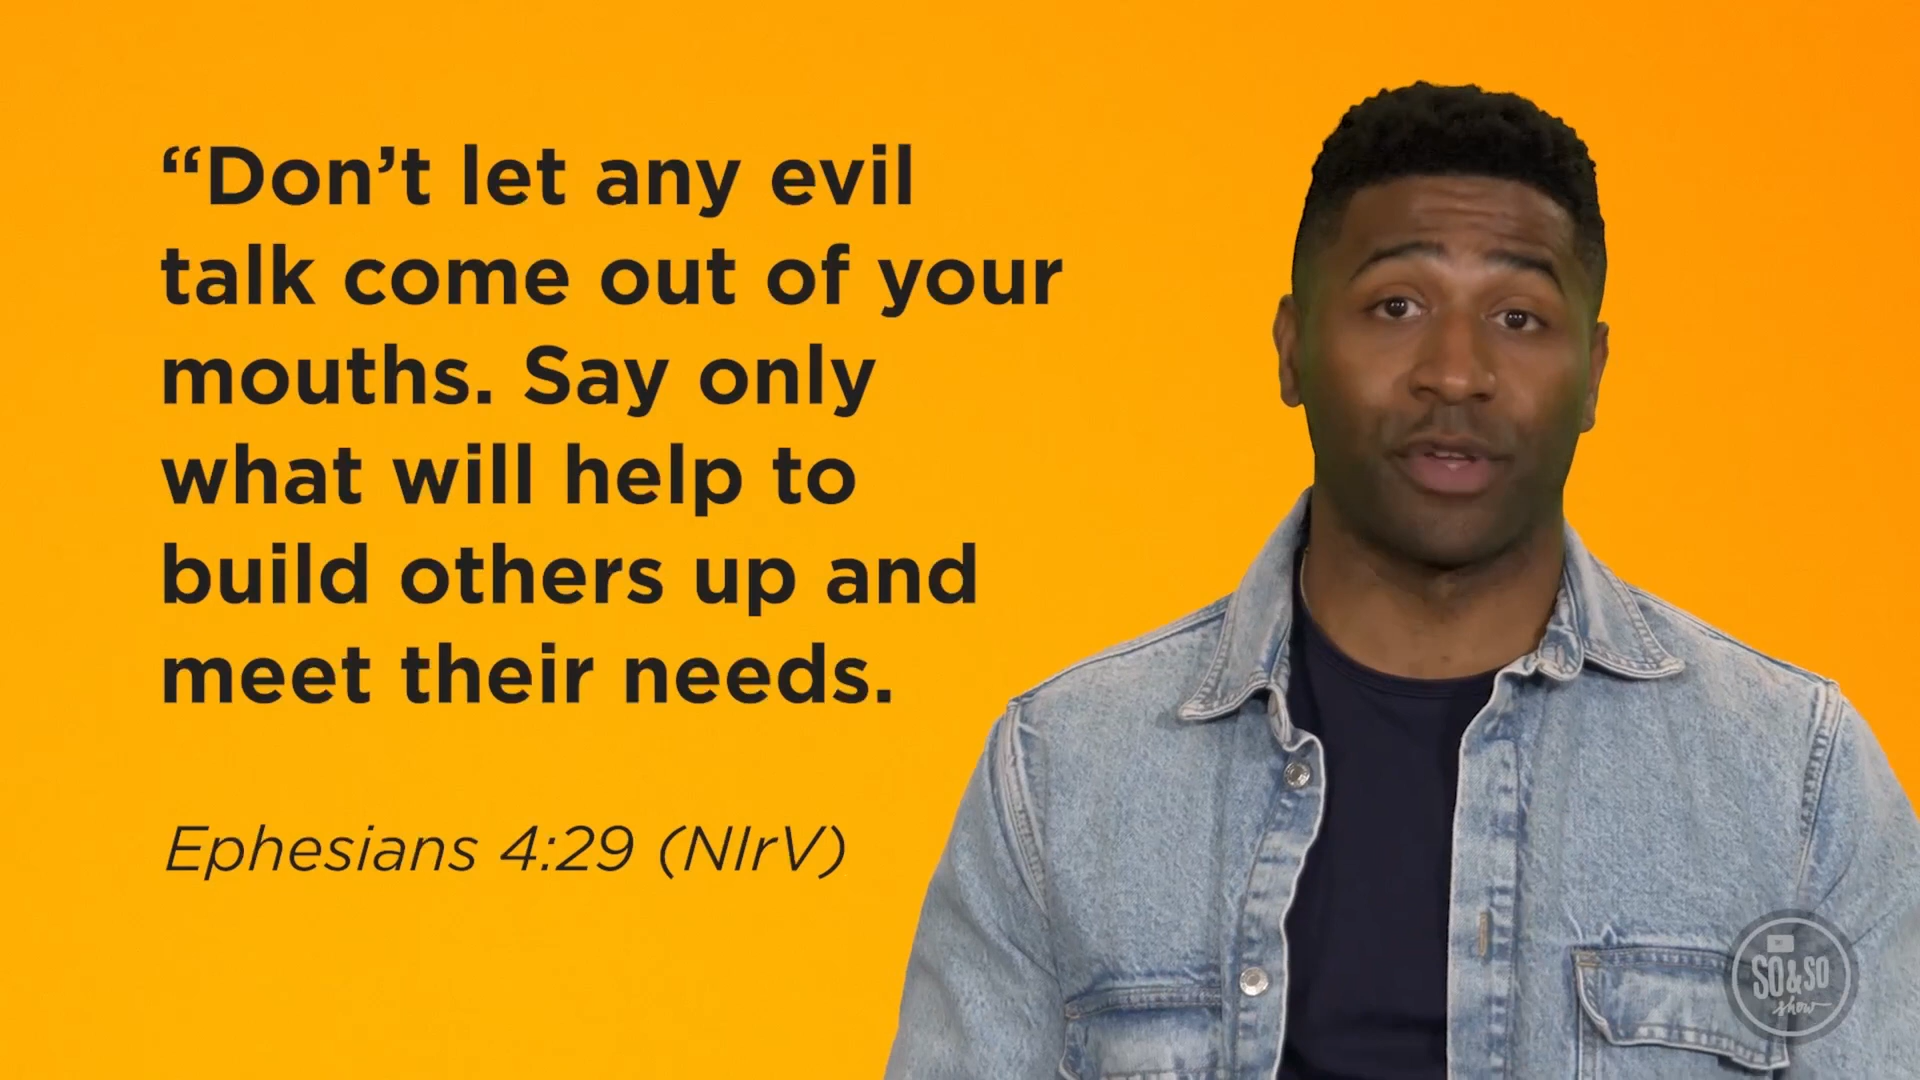 “Don’t let any evil
talk come out of your
mouths. Say only
what will help to
build others up and
meet their needs.
Ephesians 4:29 (NIrV)
SO&SO
show